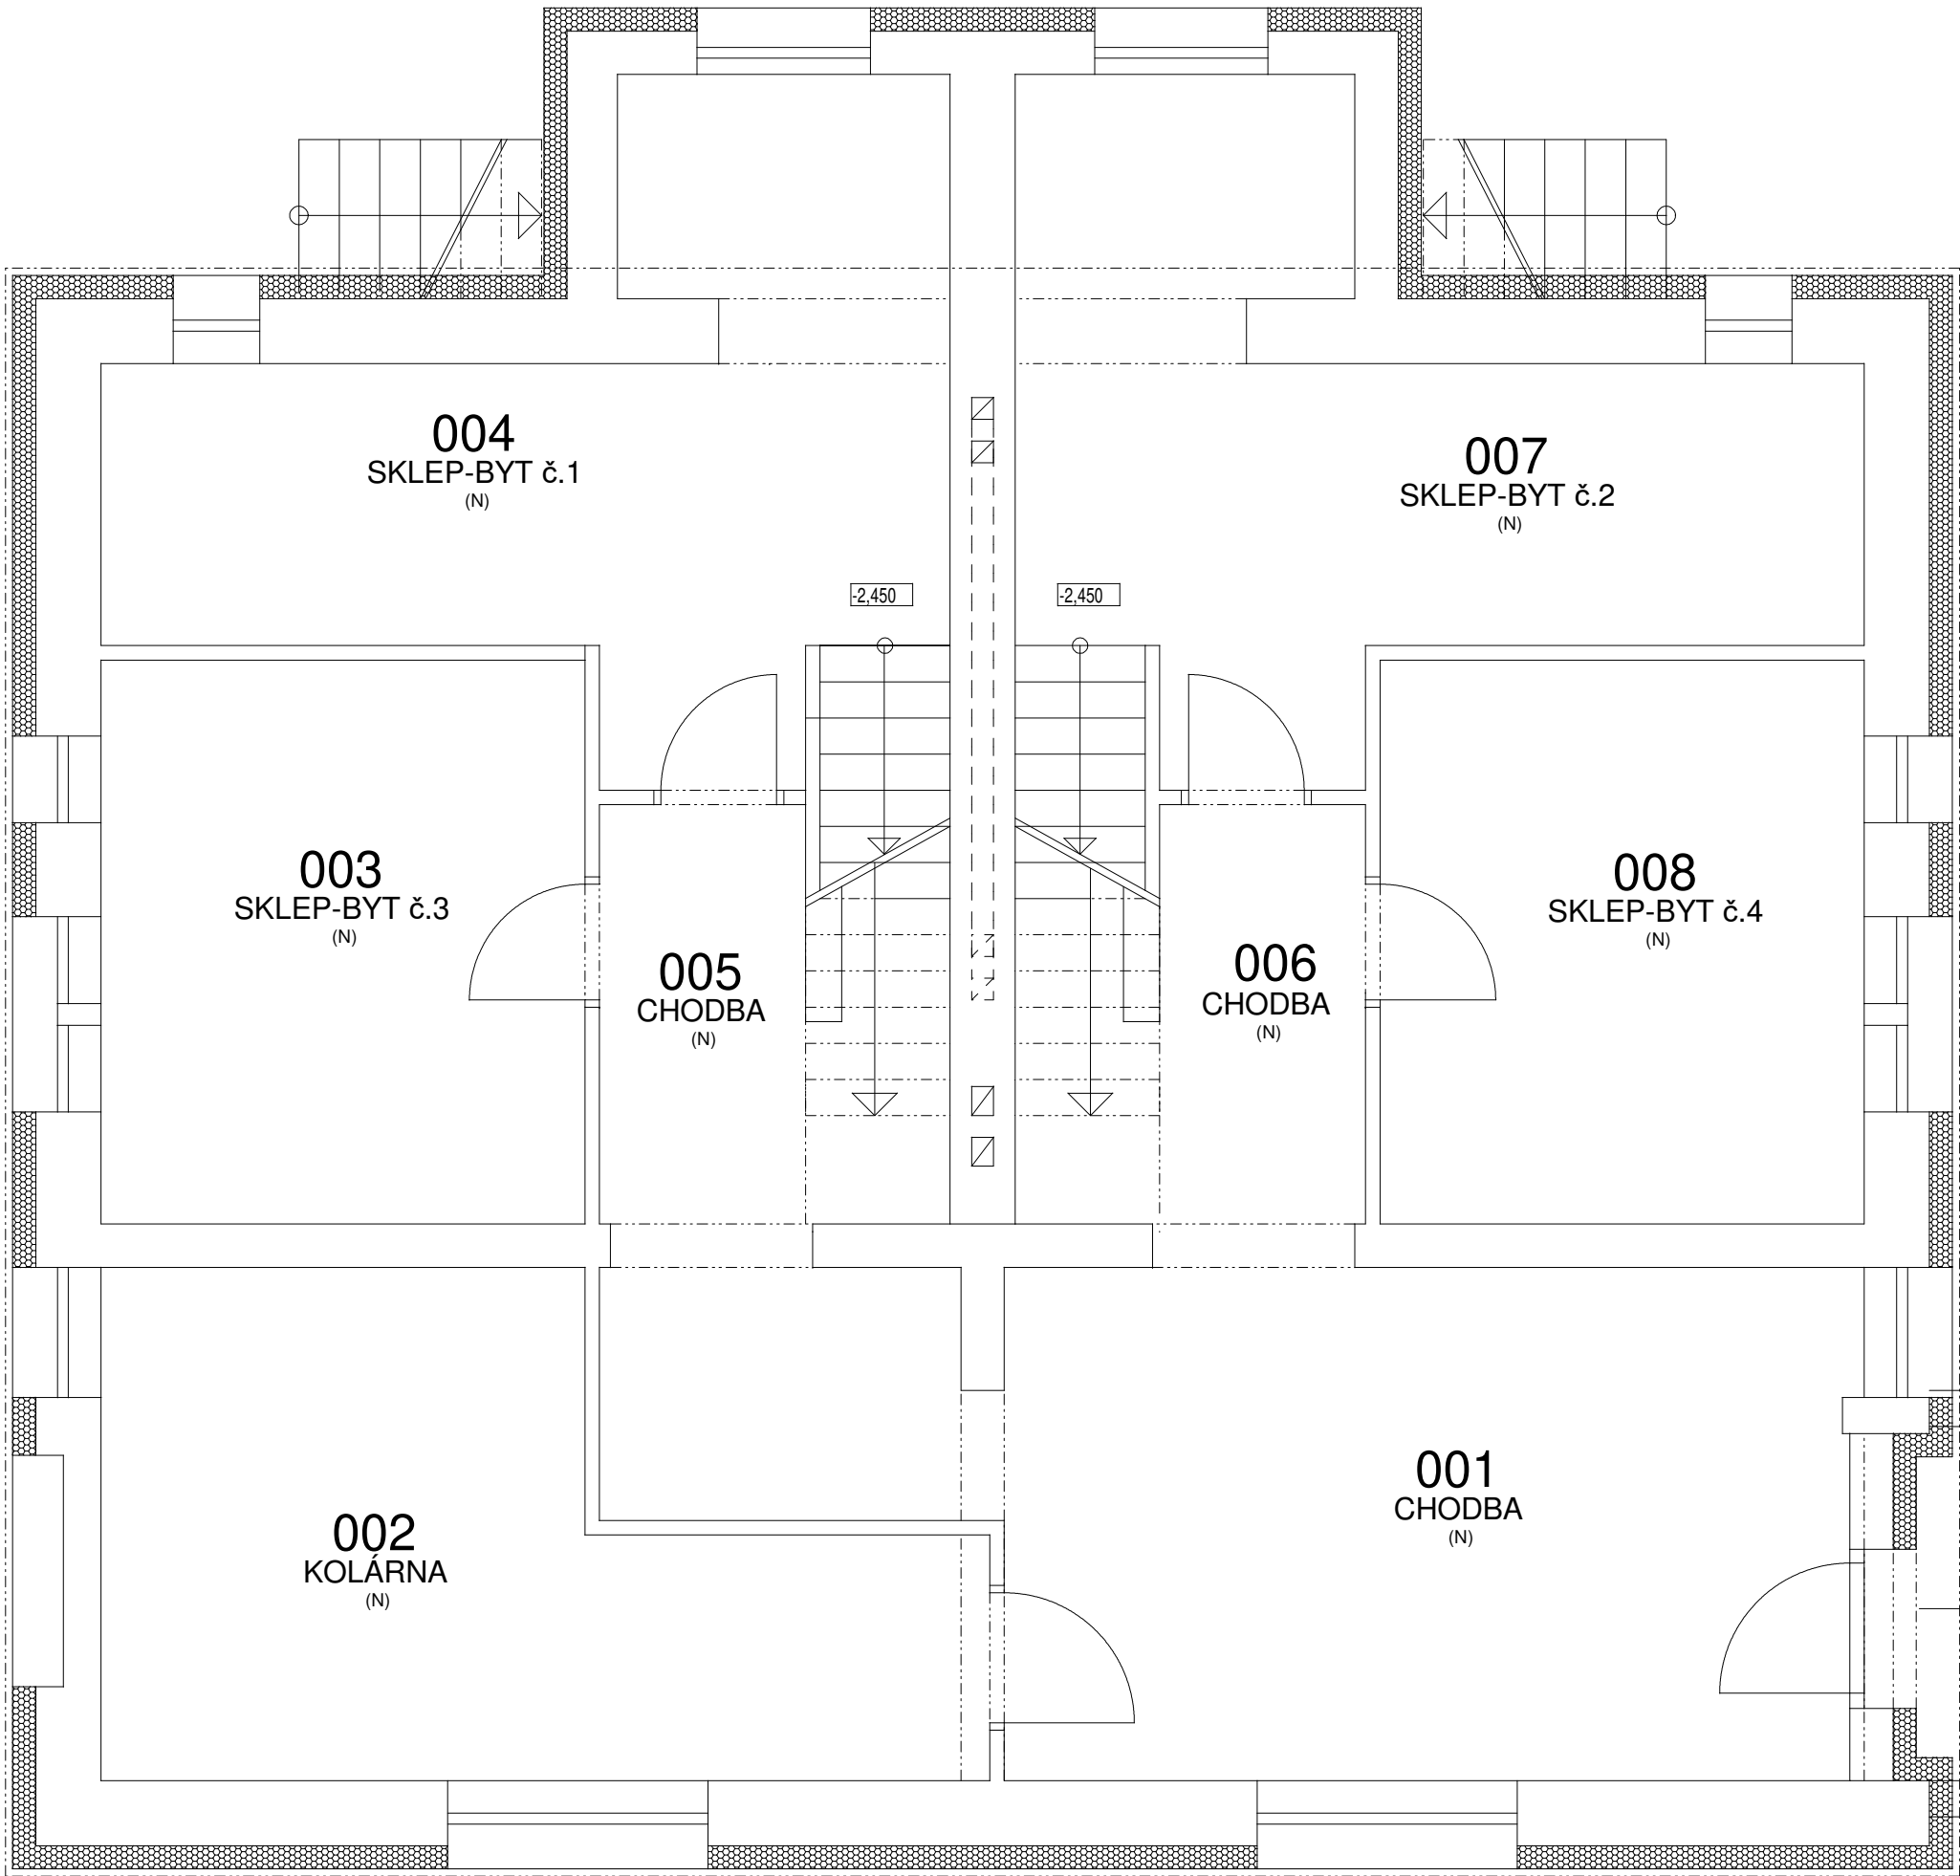 004
SKLEP-BYT č.1
(N)
007
SKLEP-BYT č.2
(N)
-2,450
-2,450
003
SKLEP-BYT č.3
(N)
008
SKLEP-BYT č.4
(N)
005
CHODBA
(N)
006
CHODBA
(N)
001
CHODBA
(N)
002
KOLÁRNA
(N)